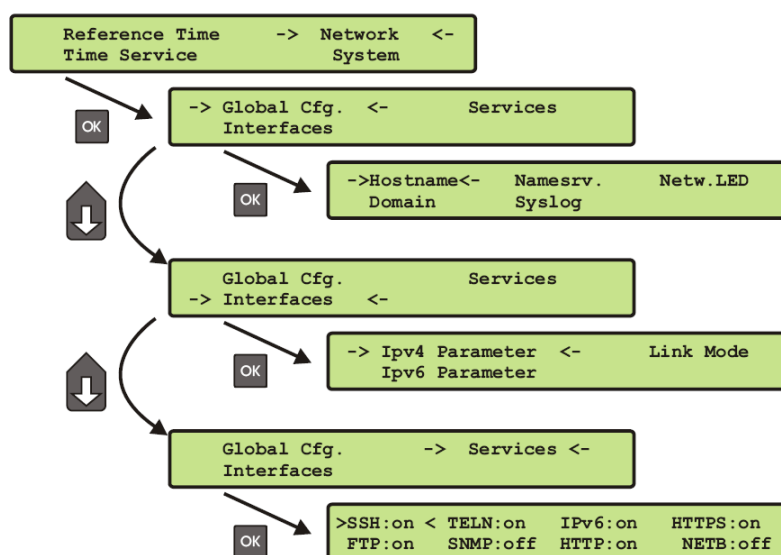 Reference Time -> Network <-
Time Service System
OK
-> Global Cfg. <- Services
Interfaces
OK
->Hostname<- Namesrv. Netw.LED
Domain Syslog
Global Cfg. Services
-> Interfaces <-
OK
-> Ipv4 Parameter <- Link Mode
Ipv6 Parameter
Global Cfg. -> Services <-
Interfaces
OK
>SSH:on < TELN:on IPv6:on HTTPS:on
FTP:on SNMP:off HTTP:on NETB:off